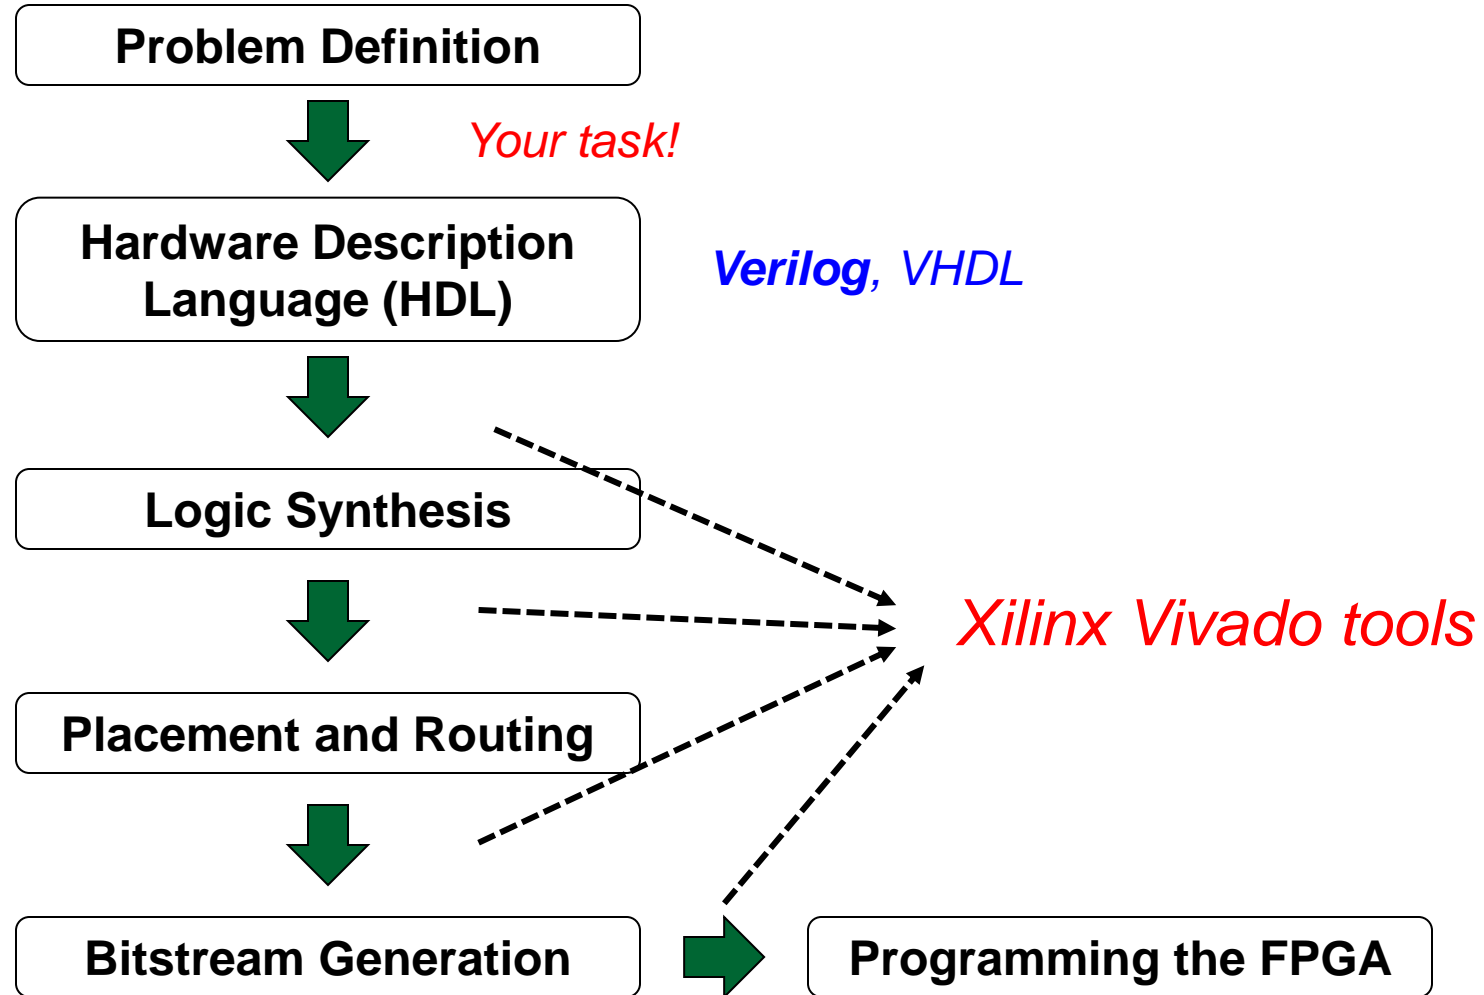 Problem Definition
Your task!
Hardware Description
Language (HDL)
Verilog, VHDL
Logic Synthesis
Xilinx Vivado tools
Placement and Routing
Bitstream Generation
Programming the FPGA